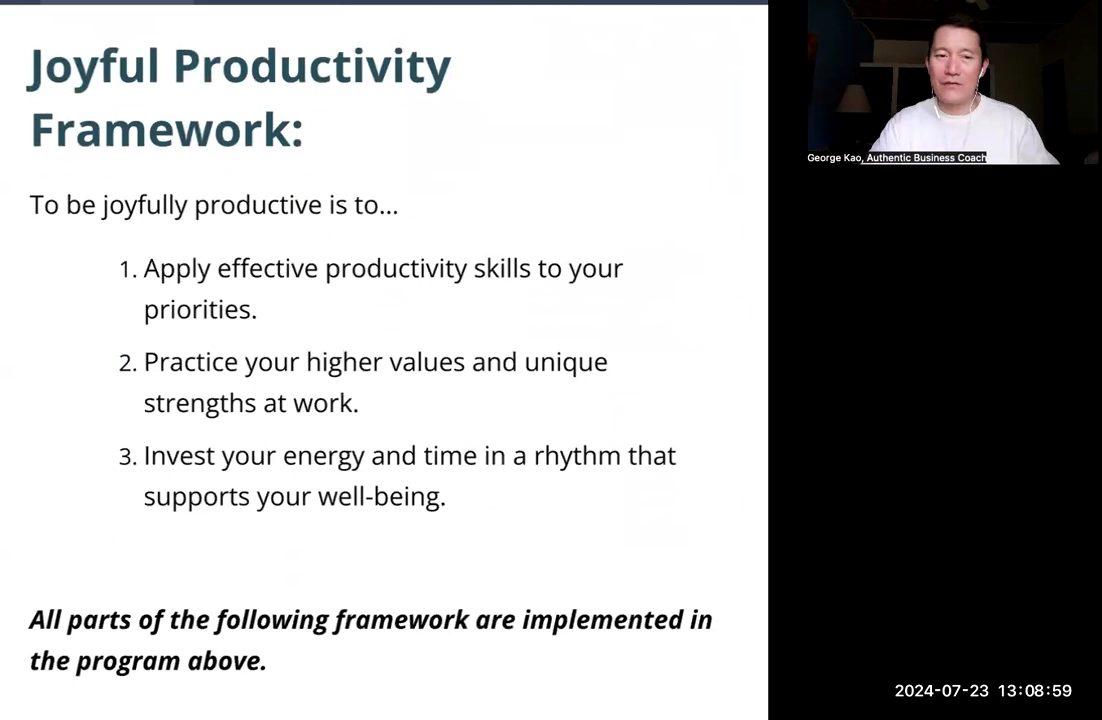 Joyful Productivity
Framework:
To be joyfully productive is to...
1. Apply effective productivity skills to your
priorities.
2. Practice your higher values and unique
strengths at work.
3. Invest your energy and time in a rhythm that
supports your well-being.
All parts of the following framework are implemented in
the program above.
George Kao, Authentic Business Coach
2024-07-23 13:08:59